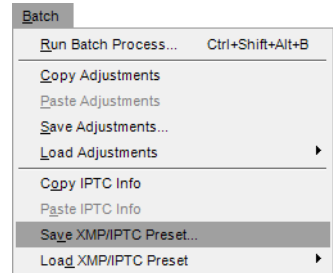 Batch
Run Batch Process... Ctrl+Shift+Alt+B
Copy Adjustments
Paste Adjustments
Save Adjustments...
Load Adjustments
Copy IPTC Info
Paste IPTC Info
Save XMP/IPTC Preset...
Load XMP/IPTC Preset